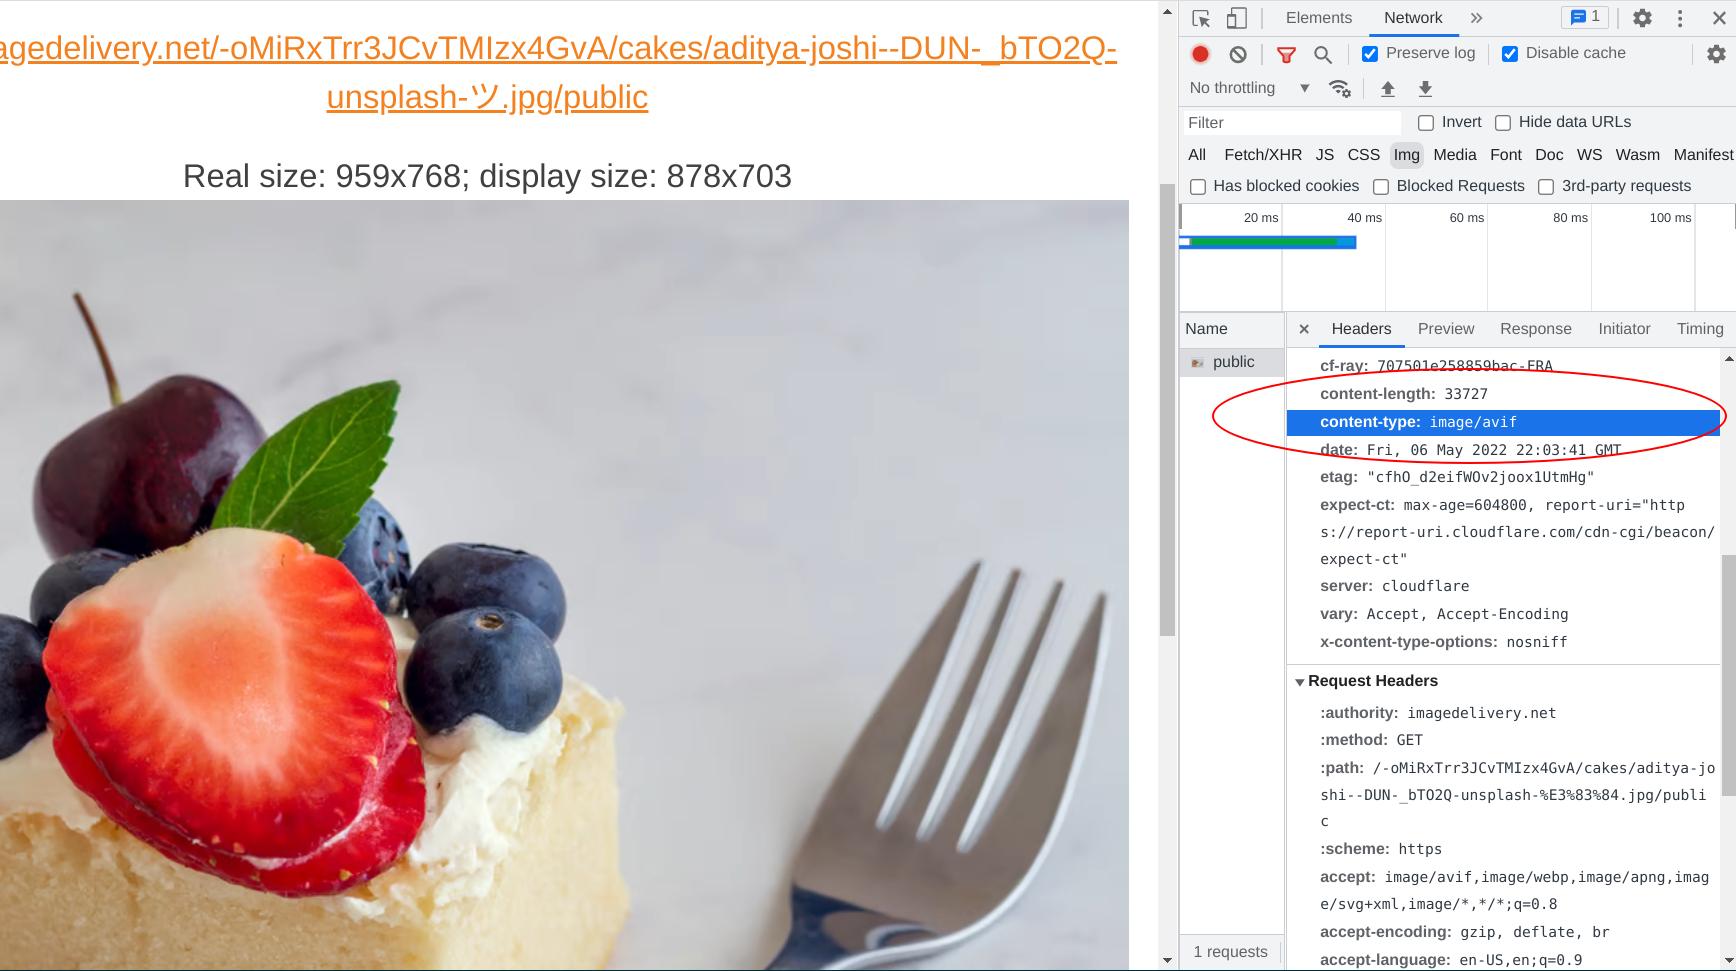 agedelivery.net/-oMiRxTrr3JCvTMIzx4GvA/cakes/aditya-joshi--DUN-_bTO2Q-
unsplash-ツ.jpg/public
Real size: 959x768; display size: 878x703
Elements Network 1
Preserve log Disable cache
No throttling
Filter Invert Hide data URLs
All Fetch/XHR JS CSS Img Media Font Doc WS Wasm Manifest
Has blocked cookies Blocked Requests 3rd-party requests
20 ms 40 ms 60 ms 80 ms 100 ms
Name
public
1 requests
Headers Preview Response Initiator Timing
cf-ray: 707501e258859bac-FRA
content-length: 33727
content-type: image/avif
date: Fri, 06 May 2022 22:03:41 GMT
etag: "cfhO_d2eifWOv2joox1UtmHg"
expect-ct: max-age=604800, report-uri="http
s://report-uri.cloudflare.com/cdn-cgi/beacon/
expect-ct"
server: cloudflare
vary: Accept, Accept-Encoding
x-content-type-options: nosniff
Request Headers
:authority: imagedelivery.net
:method: GET
:path: /-oMiRxTrr3JCvTMIzx4GvA/cakes/aditya-jo
shi--DUN-_bTO2Q-unsplash-%E3%83%84.jpg/publi
c
:scheme: https
accept: image/avif,image/webp,image/apng,imag
e/svg+xml,image/*,*/*;q=0.8
accept-encoding: gzip, deflate, br
accept-language: en-US,en;q=0.9